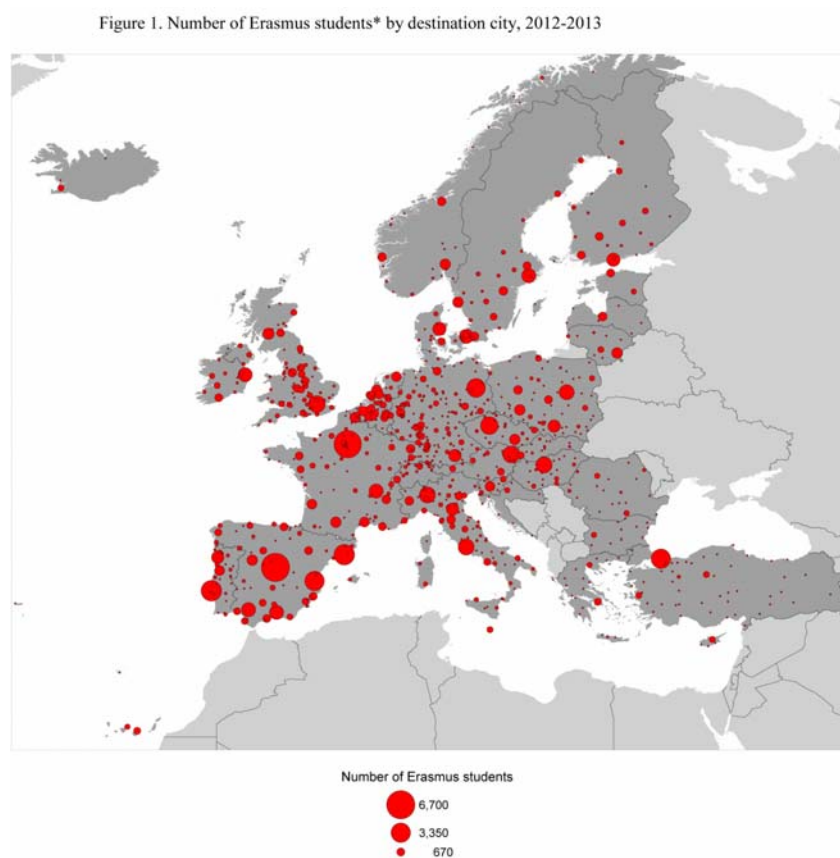 Figure 1. Number of Erasmus students* by destination city, 2012-2013
Number of Erasmus students
6,700
3,350
670